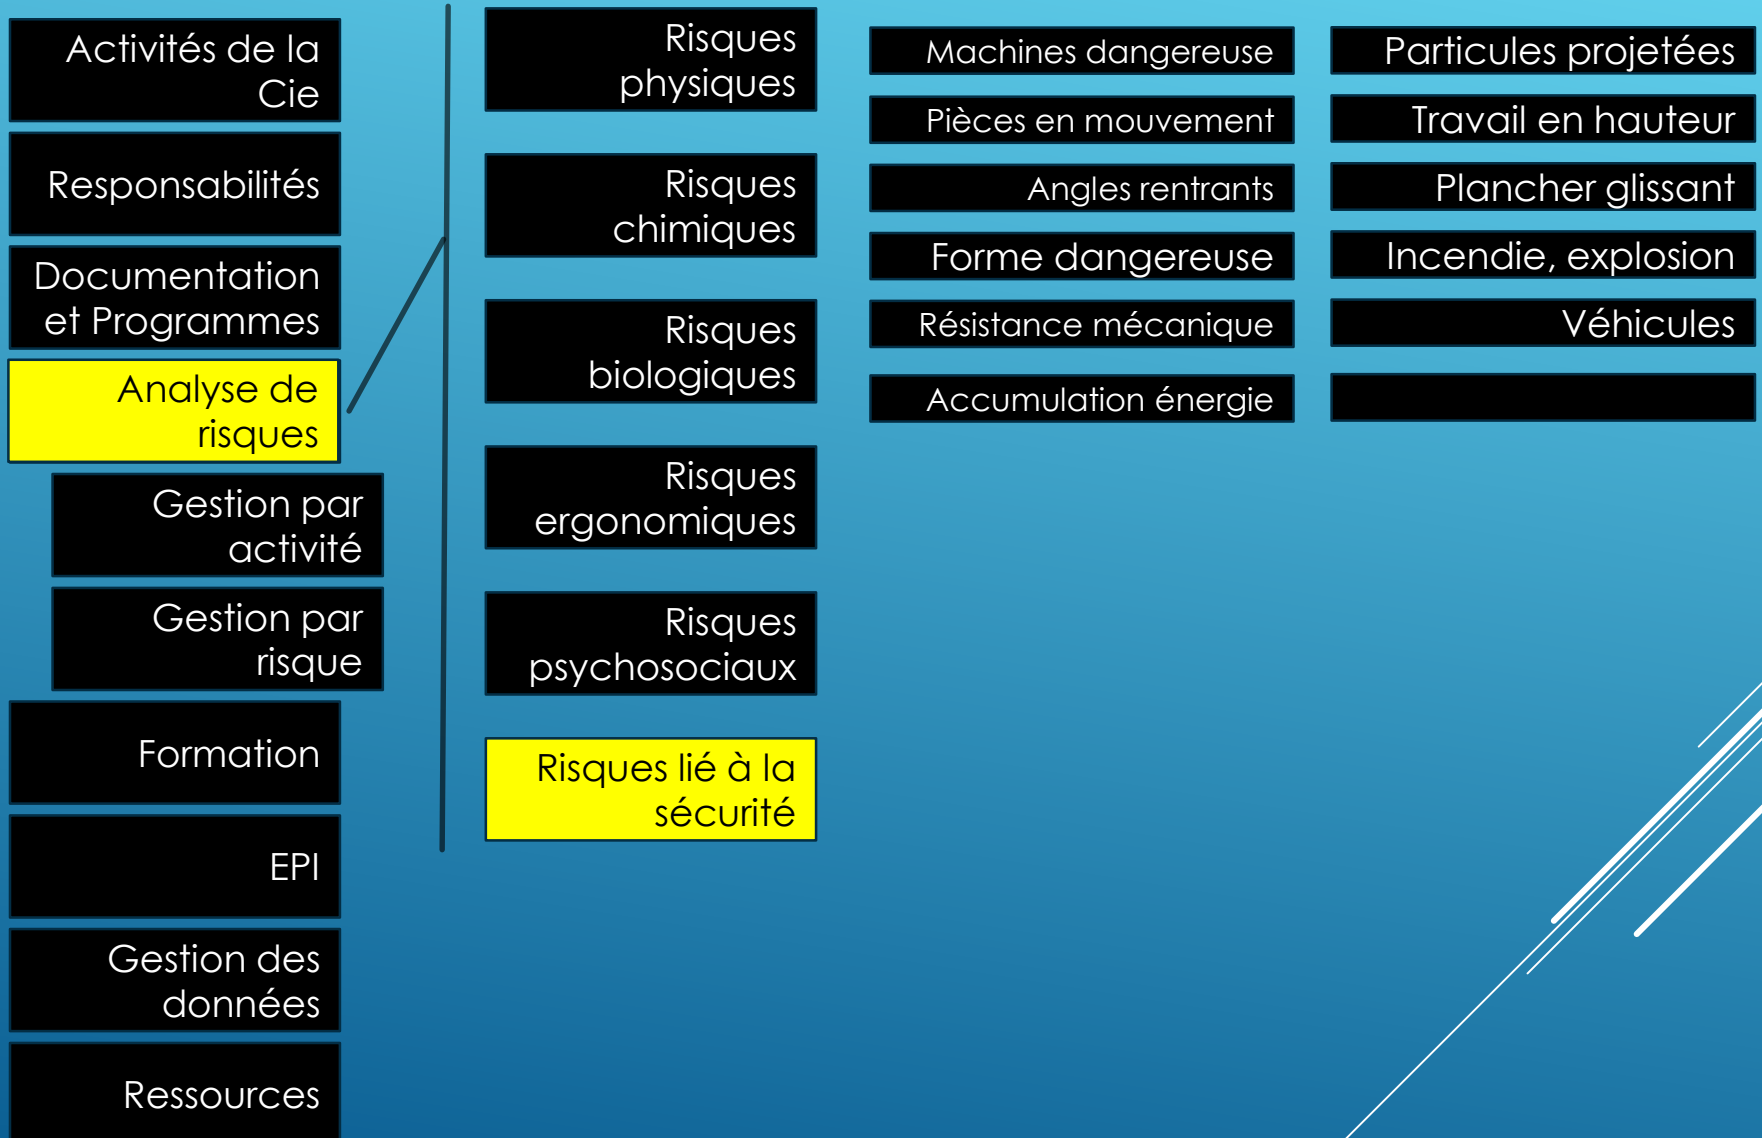 Activités de la
Cie
Responsabilités
Documentation
et Programmes
Analyse de
risques
Gestion par
activité
Gestion par
risque
Formation
EPI
Gestion des
données
Ressources
Risques
physiques
Risques
chimiques
Risques
biologiques
Risques
ergonomiques
Risques
psychosociaux
Risques lié à la
sécurité
Machines dangereuse
Pièces en mouvement
Angles rentrants
Forme dangereuse
Résistance mécanique
Accumulation énergie
Particules projetées
Travail en hauteur
Plancher glissant
Incendie, explosion
Véhicules